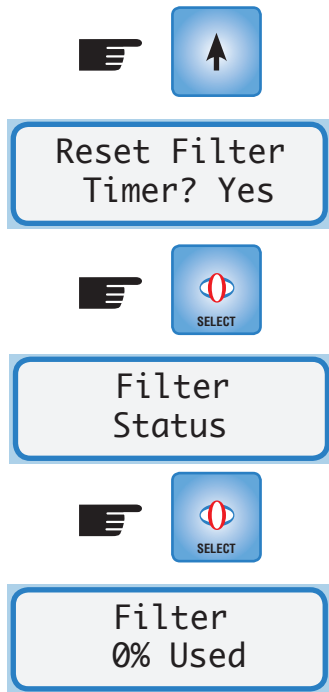 Reset Filter
Timer? Yes
SELECT
Filter
Status
SELECT
Filter
0% Used